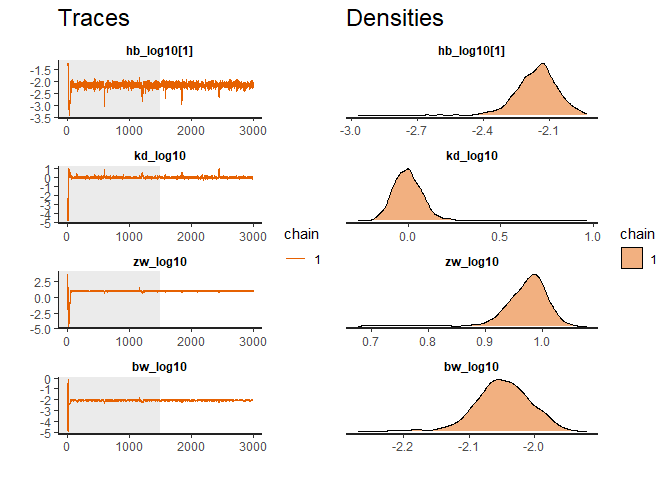 Traces
hb_log10[1]
-1.5
-2.0
-2.5
-3.0
-3.5
0 1000 2000 3000
kd_log10
1
0
-1
-2
-3
-4
-5
0 1000 2000 3000
zw_log10
2.5
0.0
-2.5
-5.0
0 1000 2000 3000
bw_log10
0
-1
-2
-3
-4
-5
0 1000 2000 3000
chain
1
Densities
hb_log10[1]
-3.0 -2.7 -2.4 -2.1
kd_log10
0.0 0.5 1.0
zw_log10
0.7 0.8 0.9 1.0
bw_log10
-2.2 -2.1 -2.0
chain
1